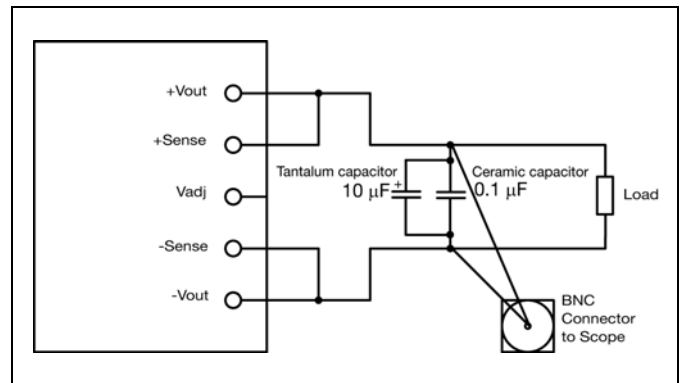 +Vout
+Sense
Vadj
-Sense
-Vout
Tantalum capacitor
10 μF
+
Ceramic capacitor
0.1 μF
Load
BNC
Connector
to Scope